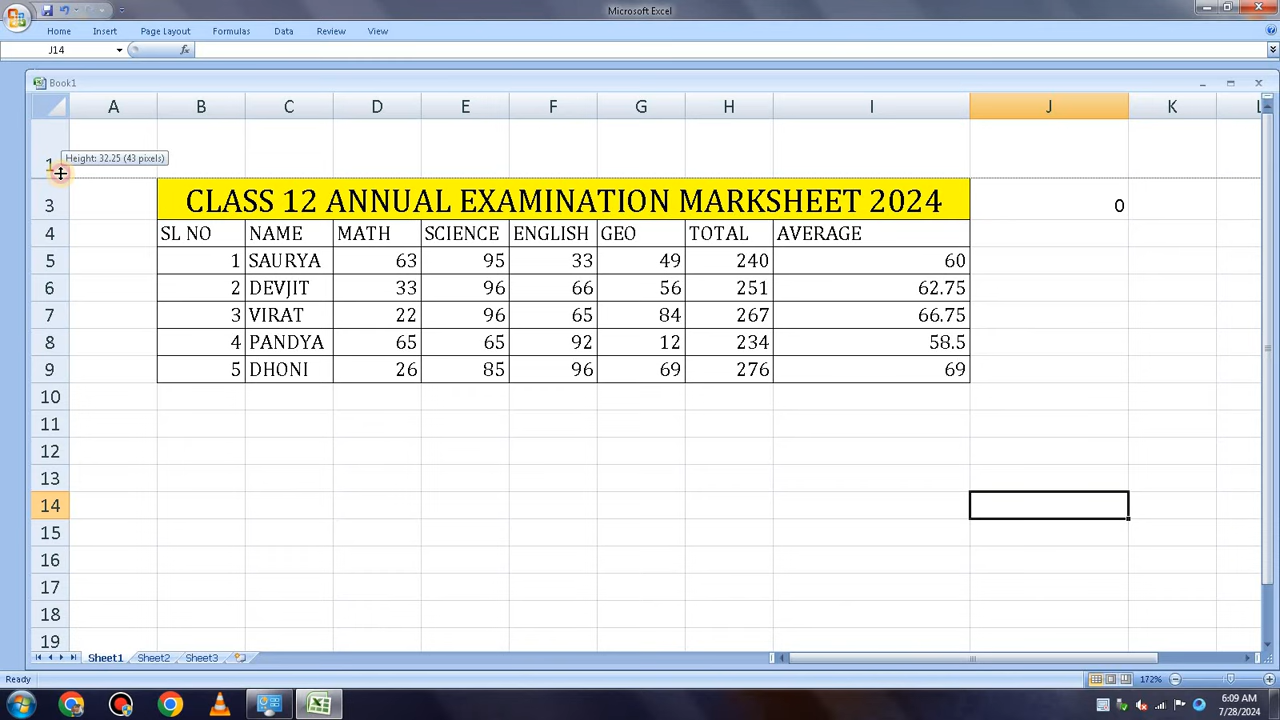 Microsoft Excel
Home Insert Page Layout Formulas Data Review View
J14 fx
Book1
A B C D E F G H I J K L
1 Height: 32.25 (43 pixels)
3 CLASS 12 ANNUAL EXAMINATION MARKSHEET 2024 0
4 SL NO NAME MATH SCIENCE ENGLISH GEO TOTAL AVERAGE
5 1 SAURYA 63 95 33 49 240 60
6 2 DEVJIT 33 96 66 56 251 62.75
7 3 VIRAT 22 96 65 84 267 66.75
8 4 PANDYA 65 65 92 12 234 58.5
9 5 DHONI 26 85 96 69 276 69
10
11
12
13
14
15
16
17
18
19
Sheet1 Sheet2 Sheet3
Ready 172%
6:09 AM
7/28/2024